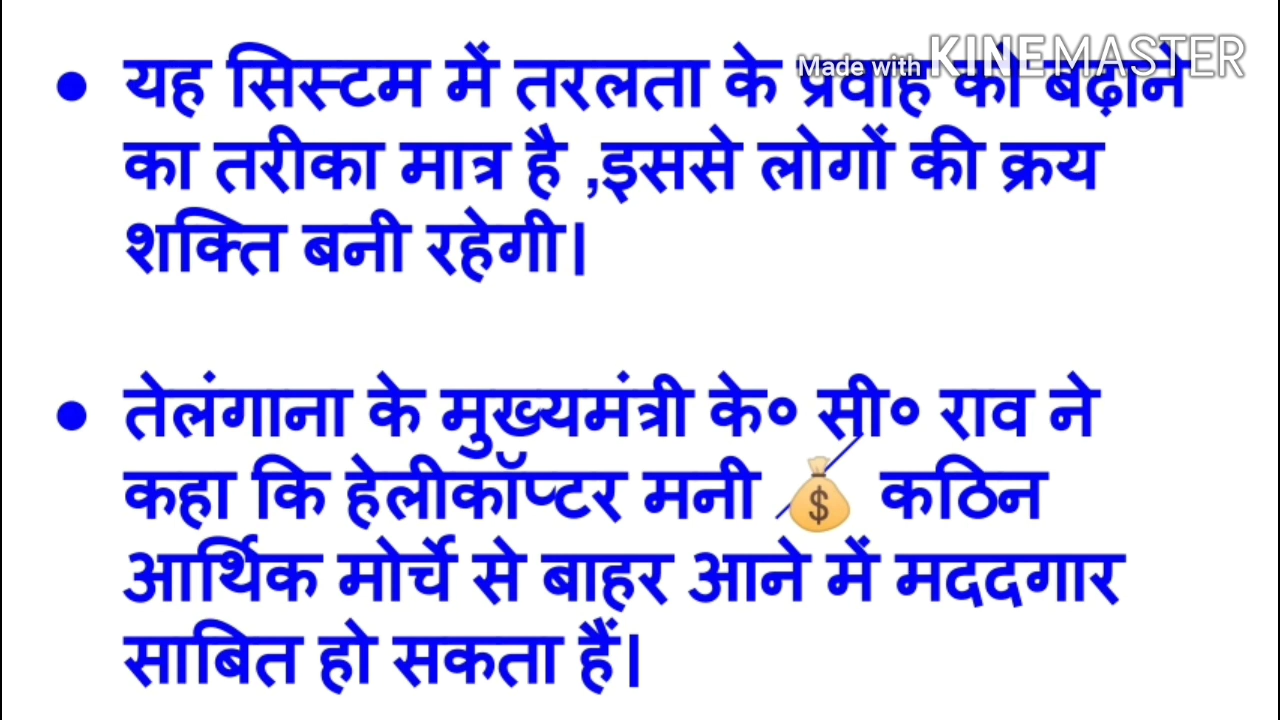 Made with KINEMASTER
• यह सिस्टम में तरलता के प्रवाह को बढ़ाने
का तरीका मात्र है ,इससे लोगों की क्रय
शक्ति बनी रहेगी।
• तेलंगाना के मुख्यमंत्री के० सी० राव ने
कहा कि हेलीकॉप्टर मनी 💰 कठिन
आर्थिक मोर्चे से बाहर आने में मददगार
साबित हो सकता हैं।